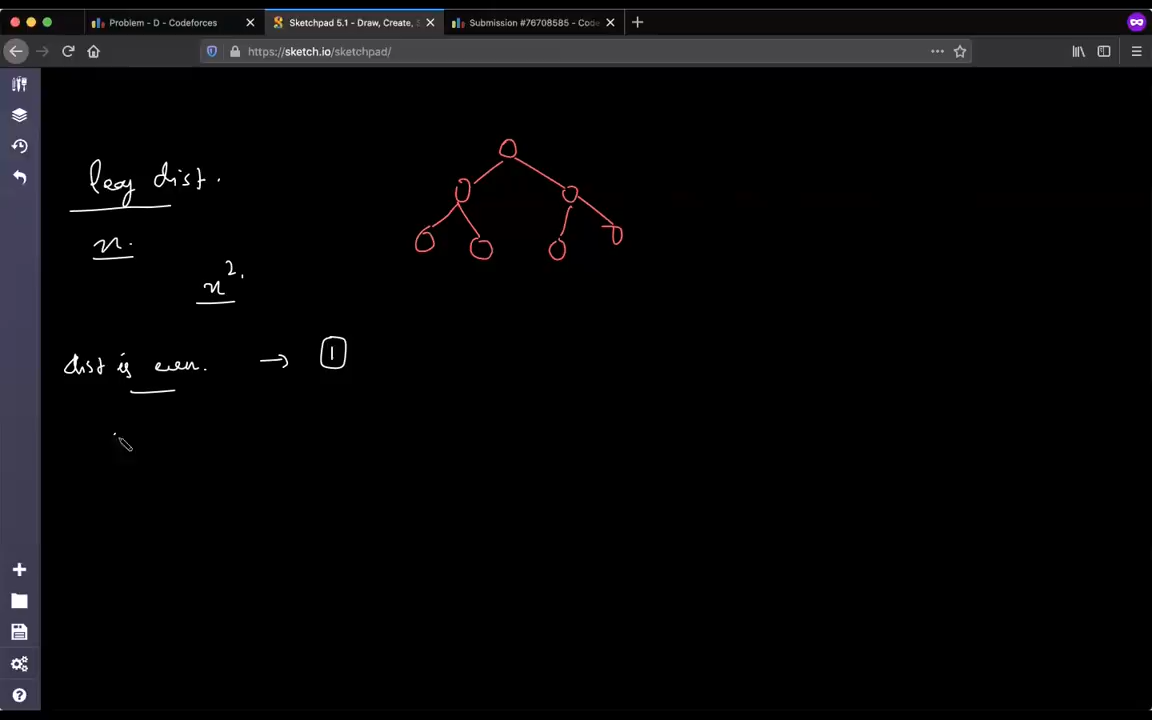 Problem - D - Codeforces
Sketchpad 5.1 - Draw, Create, S
Submission #76708585 - Code
https://sketch.io/sketchpad/
dist.
n.
n².
dist is even. → 1